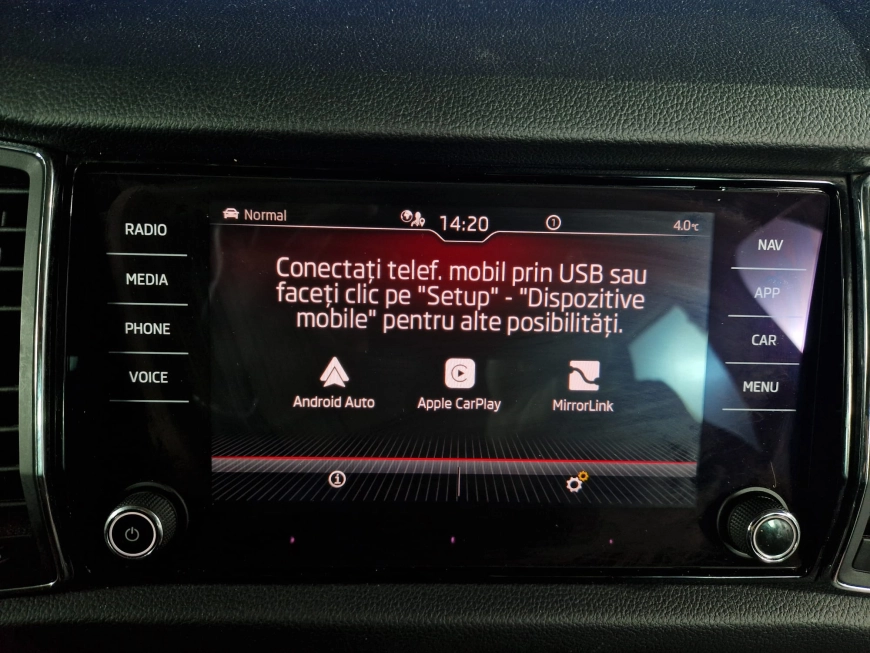 Normal
14:20
1
4.0°C
RADIO
MEDIA
PHONE
VOICE
Conectați telef. mobil prin USB sau
faceți clic pe "Setup" - "Dispozitive
mobile" pentru alte posibilități.
Android Auto
Apple CarPlay
MirrorLink
NAV
APP
CAR
MENU